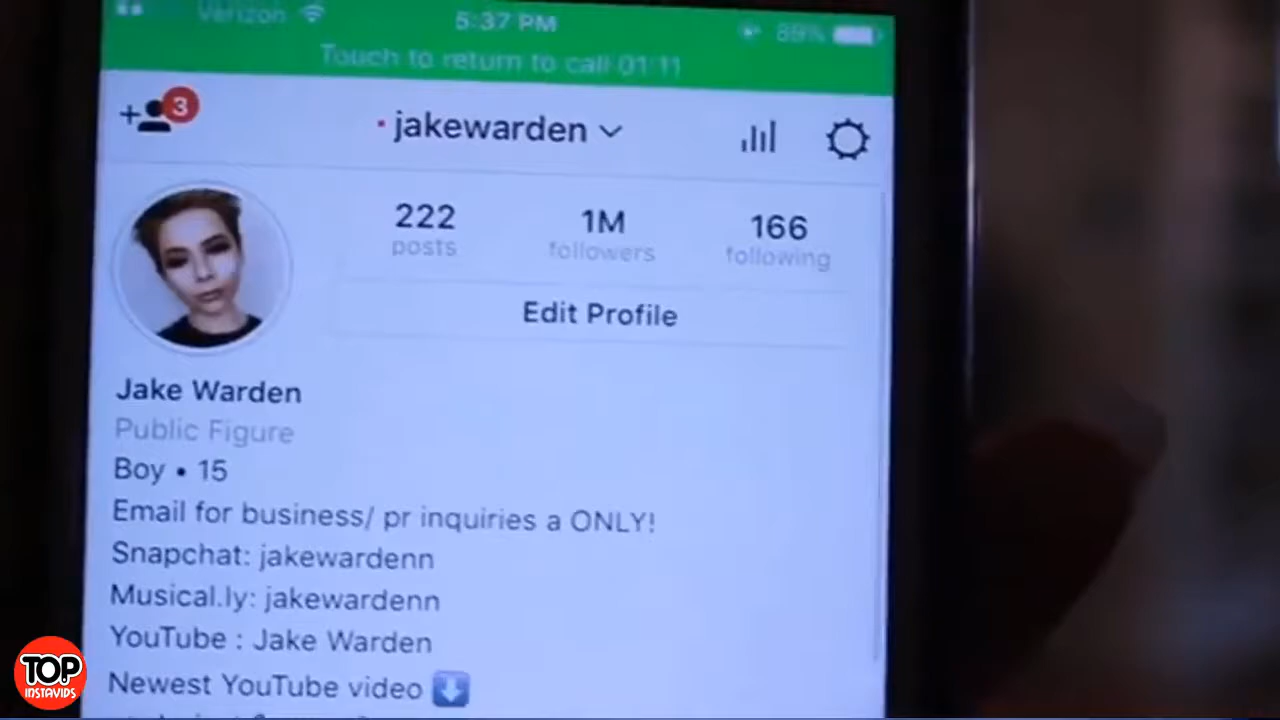 Verizon 5:37 PM 89%
Touch to return to call 01:11
3
jakewarden
222 1M 166
posts followers following
Edit Profile
Jake Warden
Public Figure
Boy • 15
Email for business/ pr inquiries a ONLY!
Snapchat: jakewardenn
Musical.ly: jakewardenn
YouTube : Jake Warden
Newest YouTube video ⬇️
TOP
INSTAVIDS